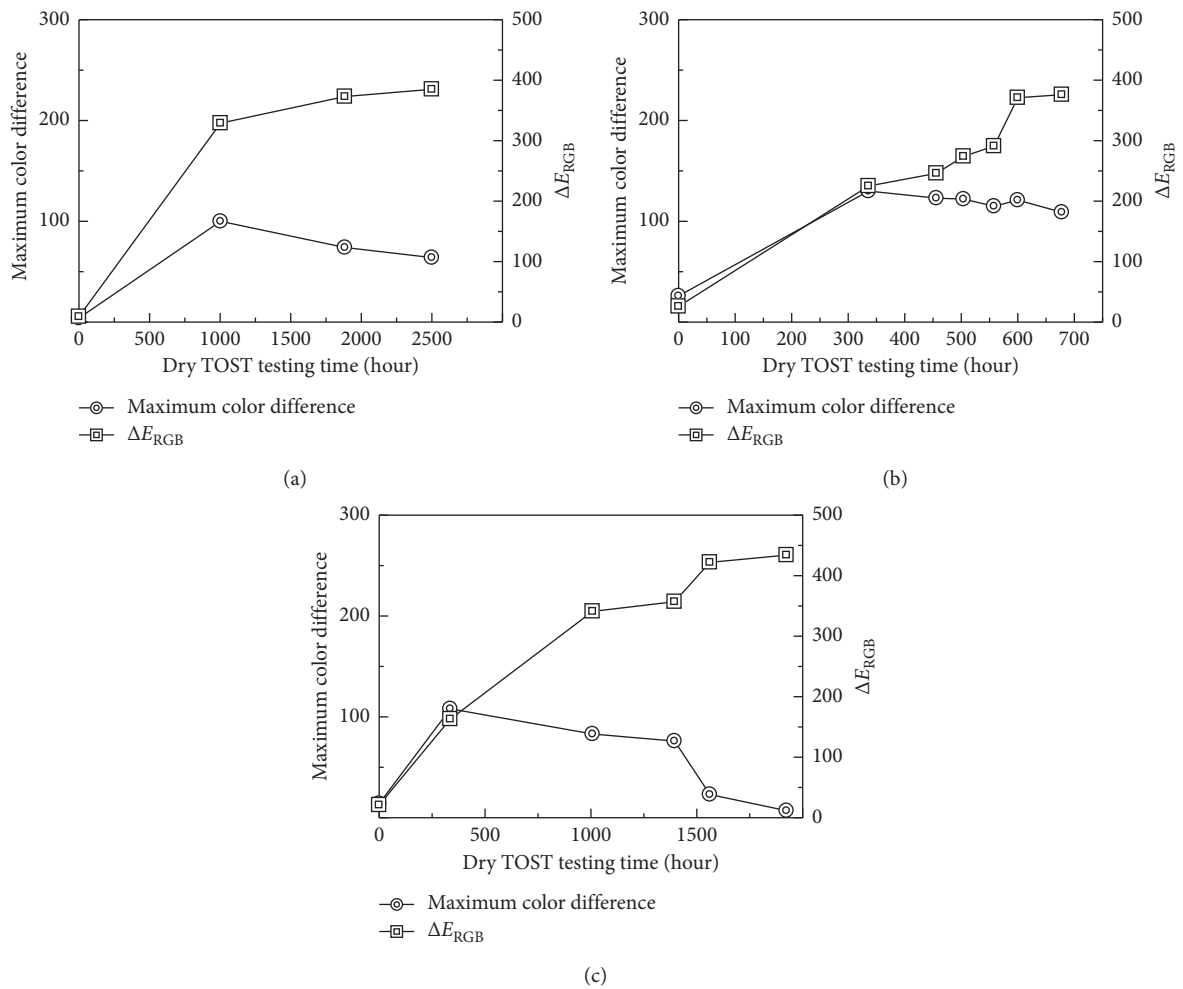 300
200
100
Maximum color difference
500
400
300
200
100
0
ΔE_RGB
0 500 1000 1500 2000 2500
Dry TOST testing time (hour)
Maximum color difference
ΔE_RGB
(a)
300
200
100
Maximum color difference
500
400
300
200
100
0
ΔE_RGB
0 100 200 300 400 500 600 700
Dry TOST testing time (hour)
Maximum color difference
ΔE_RGB
(b)
300
200
100
Maximum color difference
500
400
300
200
100
0
ΔE_RGB
0 500 1000 1500
Dry TOST testing time (hour)
Maximum color difference
ΔE_RGB
(c)